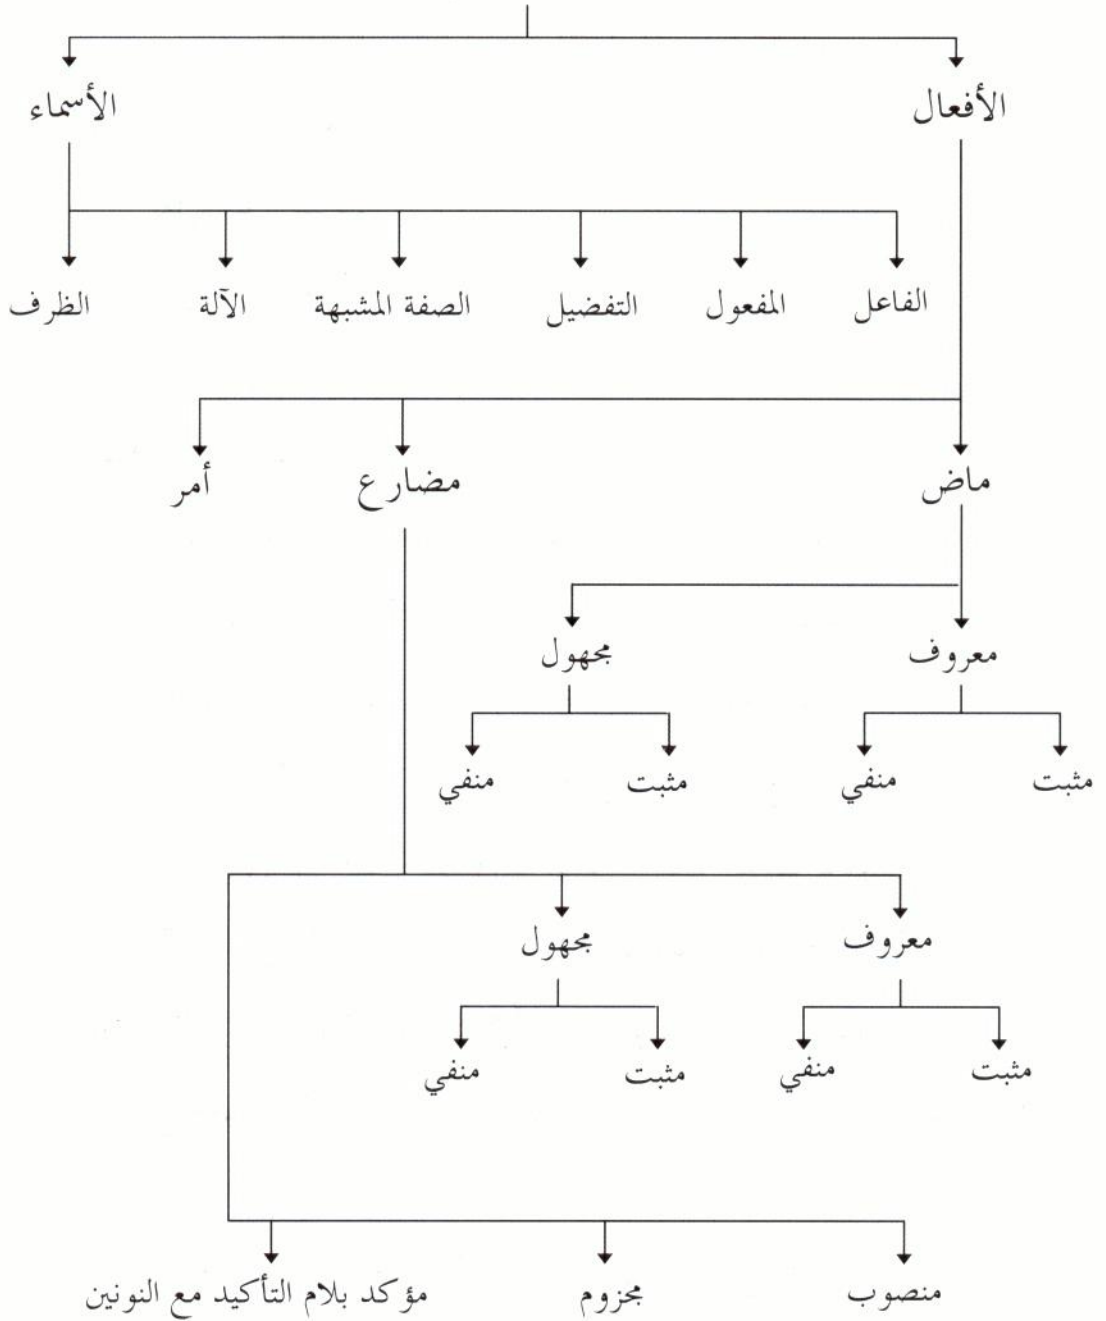 الأفعال الأسماء
الفاعل المفعول التفضيل الصفة المشبهة الآلة الظرف
ماض مضارع أمر
معروف مجهول
مثبت منفي مثبت منفي
معروف مجهول
مثبت منفي مثبت منفي
منصوب مجزوم مؤكد بلام التأكيد مع النونين